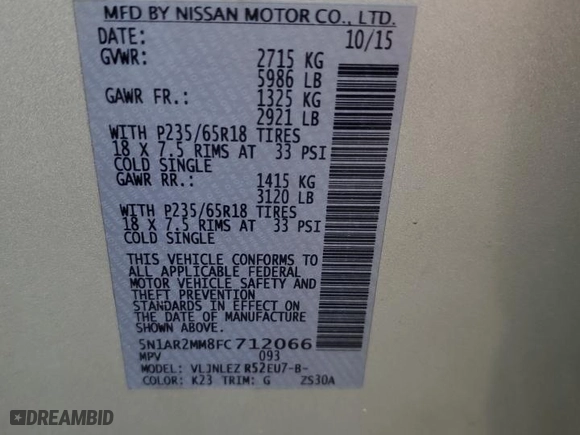 MFD BY NISSAN MOTOR CO., LTD.
DATE: 10/15
GVWR: 2715 KG
5986 LB
GAWR FR.: 1325 KG
2921 LB
WITH P235/65R18 TIRES
18 X 7.5 RIMS AT 33 PSI
COLD SINGLE
GAWR RR.: 1415 KG
3120 LB
WITH P235/65R18 TIRES
18 X 7.5 RIMS AT 33 PSI
COLD SINGLE
THIS VEHICLE CONFORMS TO
ALL APPLICABLE FEDERAL
MOTOR VEHICLE SAFETY AND
THEFT PREVENTION
STANDARDS IN EFFECT ON
THE DATE OF MANUFACTURE
SHOWN ABOVE.
5N1AR2MM8FC712066
MPV 093
MODEL: VLJNLEZ R52EU7-B-
COLOR: K23 TRIM: G ZS30A
DREAMBID